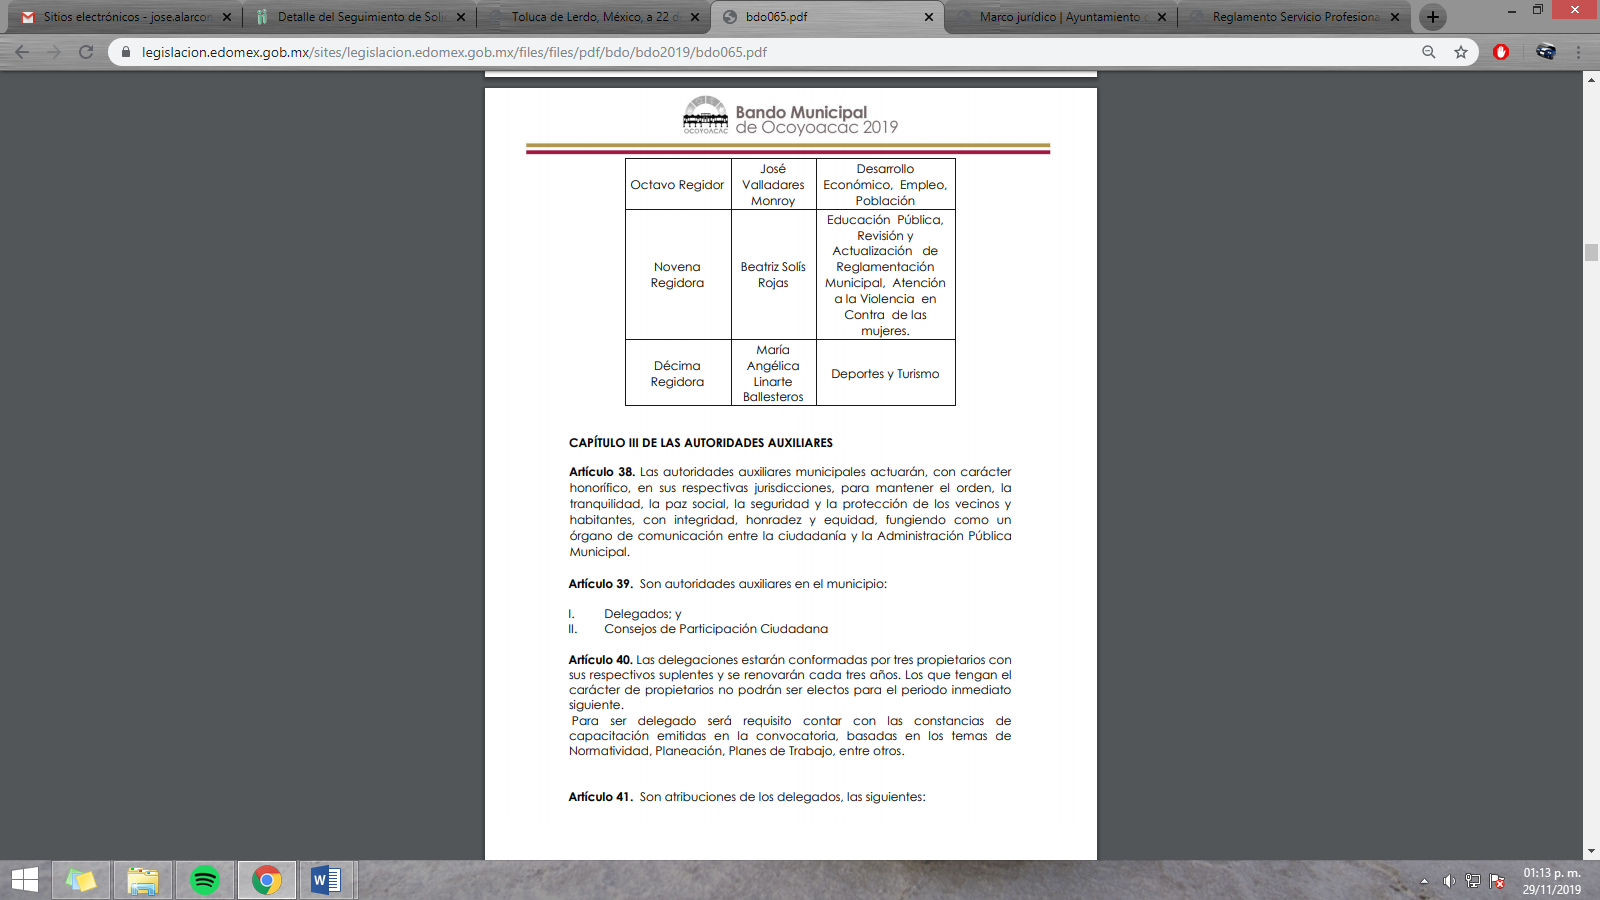 Sitios electrónicos - jose.alarcon
Detalle del Seguimiento de Soli
Toluca de Lerdo, México, a 22 d
bdo065.pdf
Marco jurídico | Ayuntamiento d
Reglamento Servicio Profesiona
legislacion.edomex.gob.mx/sites/legislacion.edomex.gob.mx/files/files/pdf/bdo/bdo2019/bdo065.pdf
OCOYOACAC
Bando Municipal
de Ocoyoacac 2019
Octavo Regidor
José
Valladares
Monroy
Desarrollo
Económico, Empleo,
Población
Novena
Regidora
Beatriz Solís
Rojas
Educación Pública,
Revisión y
Actualización de
Reglamentación
Municipal, Atención
a la Violencia en
Contra de las
mujeres.
Décima
Regidora
María
Angélica
Linarte
Ballesteros
Deportes y Turismo
CAPÍTULO III DE LAS AUTORIDADES AUXILIARES
Artículo 38. Las autoridades auxiliares municipales actuarán, con carácter
honorífico, en sus respectivas jurisdicciones, para mantener el orden, la
tranquilidad, la paz social, la seguridad y la protección de los vecinos y
habitantes, con integridad, honradez y equidad, fungiendo como un
órgano de comunicación entre la ciudadanía y la Administración Pública
Municipal.
Artículo 39. Son autoridades auxiliares en el municipio:
I. Delegados; y
II. Consejos de Participación Ciudadana
Artículo 40. Las delegaciones estarán conformadas por tres propietarios con
sus respectivos suplentes y se renovarán cada tres años. Los que tengan el
carácter de propietarios no podrán ser electos para el periodo inmediato
siguiente.
Para ser delegado será requisito contar con las constancias de
capacitación emitidas en la convocatoria, basadas en los temas de
Normatividad, Planeación, Planes de Trabajo, entre otros.
Artículo 41. Son atribuciones de los delegados, las siguientes:
01:13 p. m.
29/11/2019